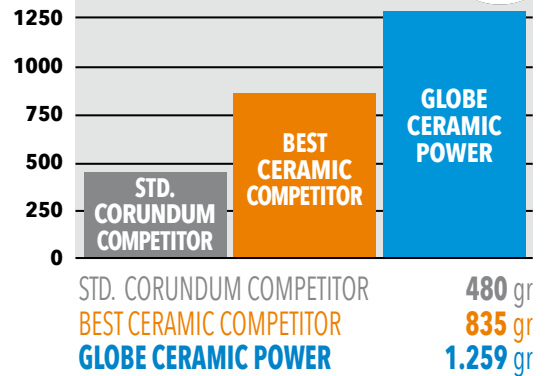 1250
1000
750
500
250
0
STD.
CORUNDUM
COMPETITOR
BEST
CERAMIC
COMPETITOR
GLOBE
CERAMIC
POWER
STD. CORUNDUM COMPETITOR 480 gr
BEST CERAMIC COMPETITOR 835 gr
GLOBE CERAMIC POWER 1.259 gr